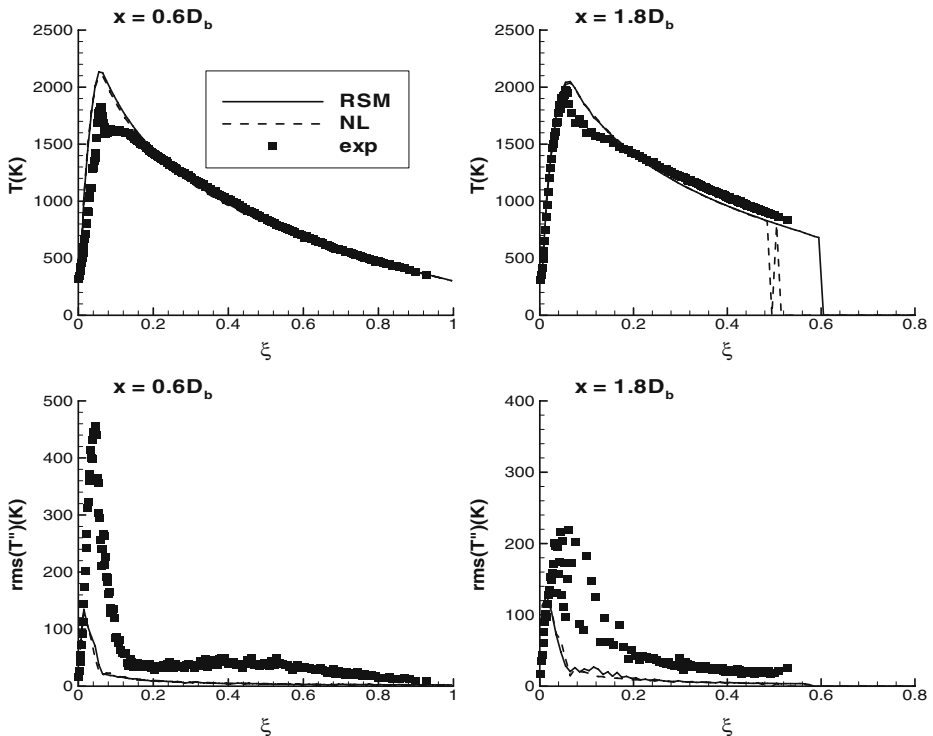 x = 0.6D_b
x = 1.8D_b
2500
2000
1500
1000
500
0
T(K)
0 0.2 0.4 0.6 0.8 1
ξ
RSM
NL
exp
2500
2000
1500
1000
500
0
T(K)
0 0.2 0.4 0.6 0.8
ξ
x = 0.6D_b
x = 1.8D_b
500
400
300
200
100
0
rms(T")(K)
0 0.2 0.4 0.6 0.8 1
ξ
400
300
200
100
0
rms(T")(K)
0 0.2 0.4 0.6 0.8
ξ